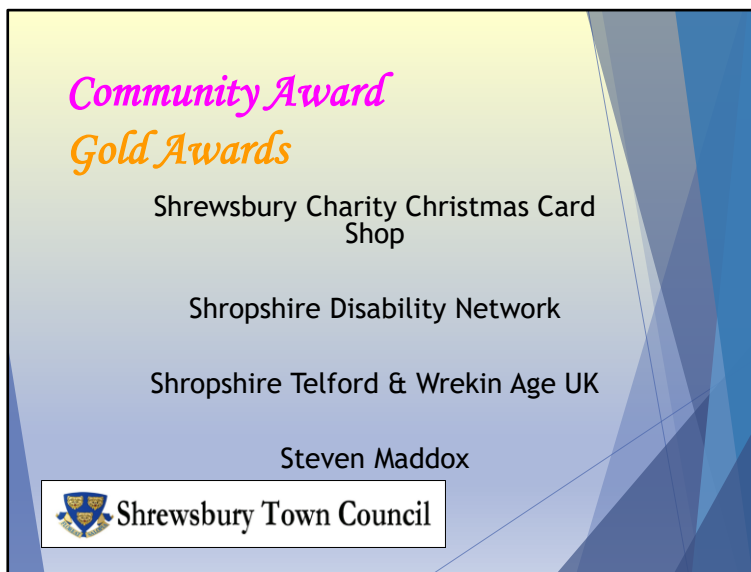 Community Award
Gold Awards
Shrewsbury Charity Christmas Card
Shop
Shropshire Disability Network
Shropshire Telford & Wrekin Age UK
Steven Maddox
Shrewsbury Town Council